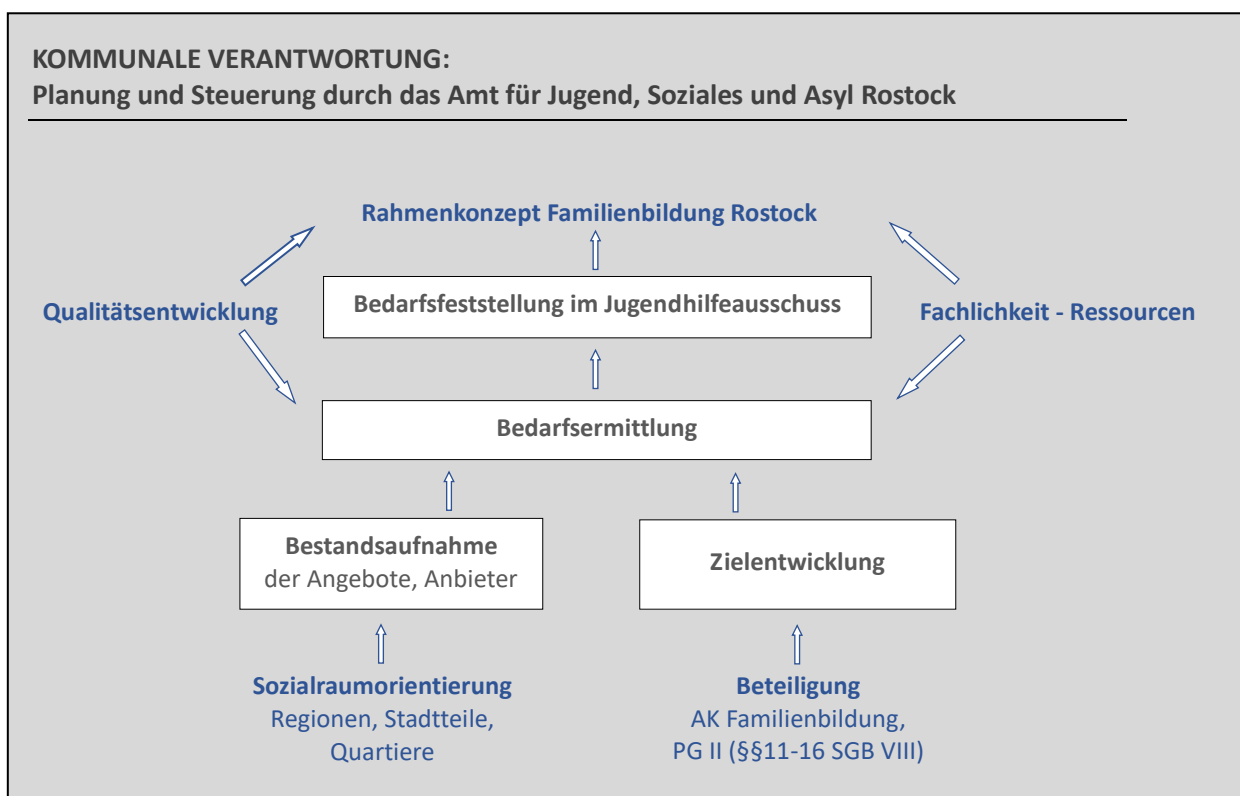 KOMMUNALE VERANTWORTUNG:
Planung und Steuerung durch das Amt für Jugend, Soziales und Asyl Rostock
Rahmenkonzept Familienbildung Rostock
Qualitätsentwicklung
Bedarfsfeststellung im Jugendhilfeausschuss
Fachlichkeit - Ressourcen
Bedarfsermittlung
Bestandsaufnahme
der Angebote, Anbieter
Zielentwicklung
Sozialraumorientierung
Regionen, Stadtteile,
Quartiere
Beteiligung
AK Familienbildung,
PG II (§§11-16 SGB VIII)